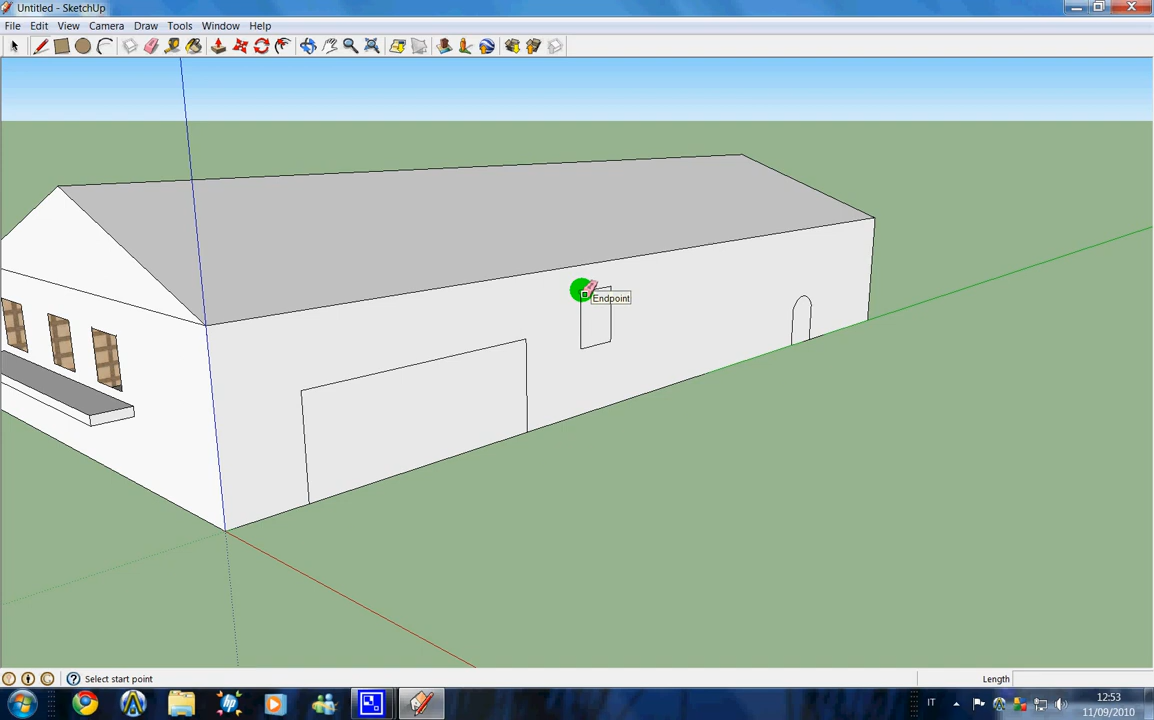 Untitled - SketchUp
File Edit View Camera Draw Tools Window Help
Endpoint
Select start point
Length
IT
12:53
11/09/2010